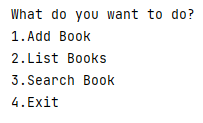 What do you want to do?
1.Add Book
2.List Books
3.Search Book
4.Exit